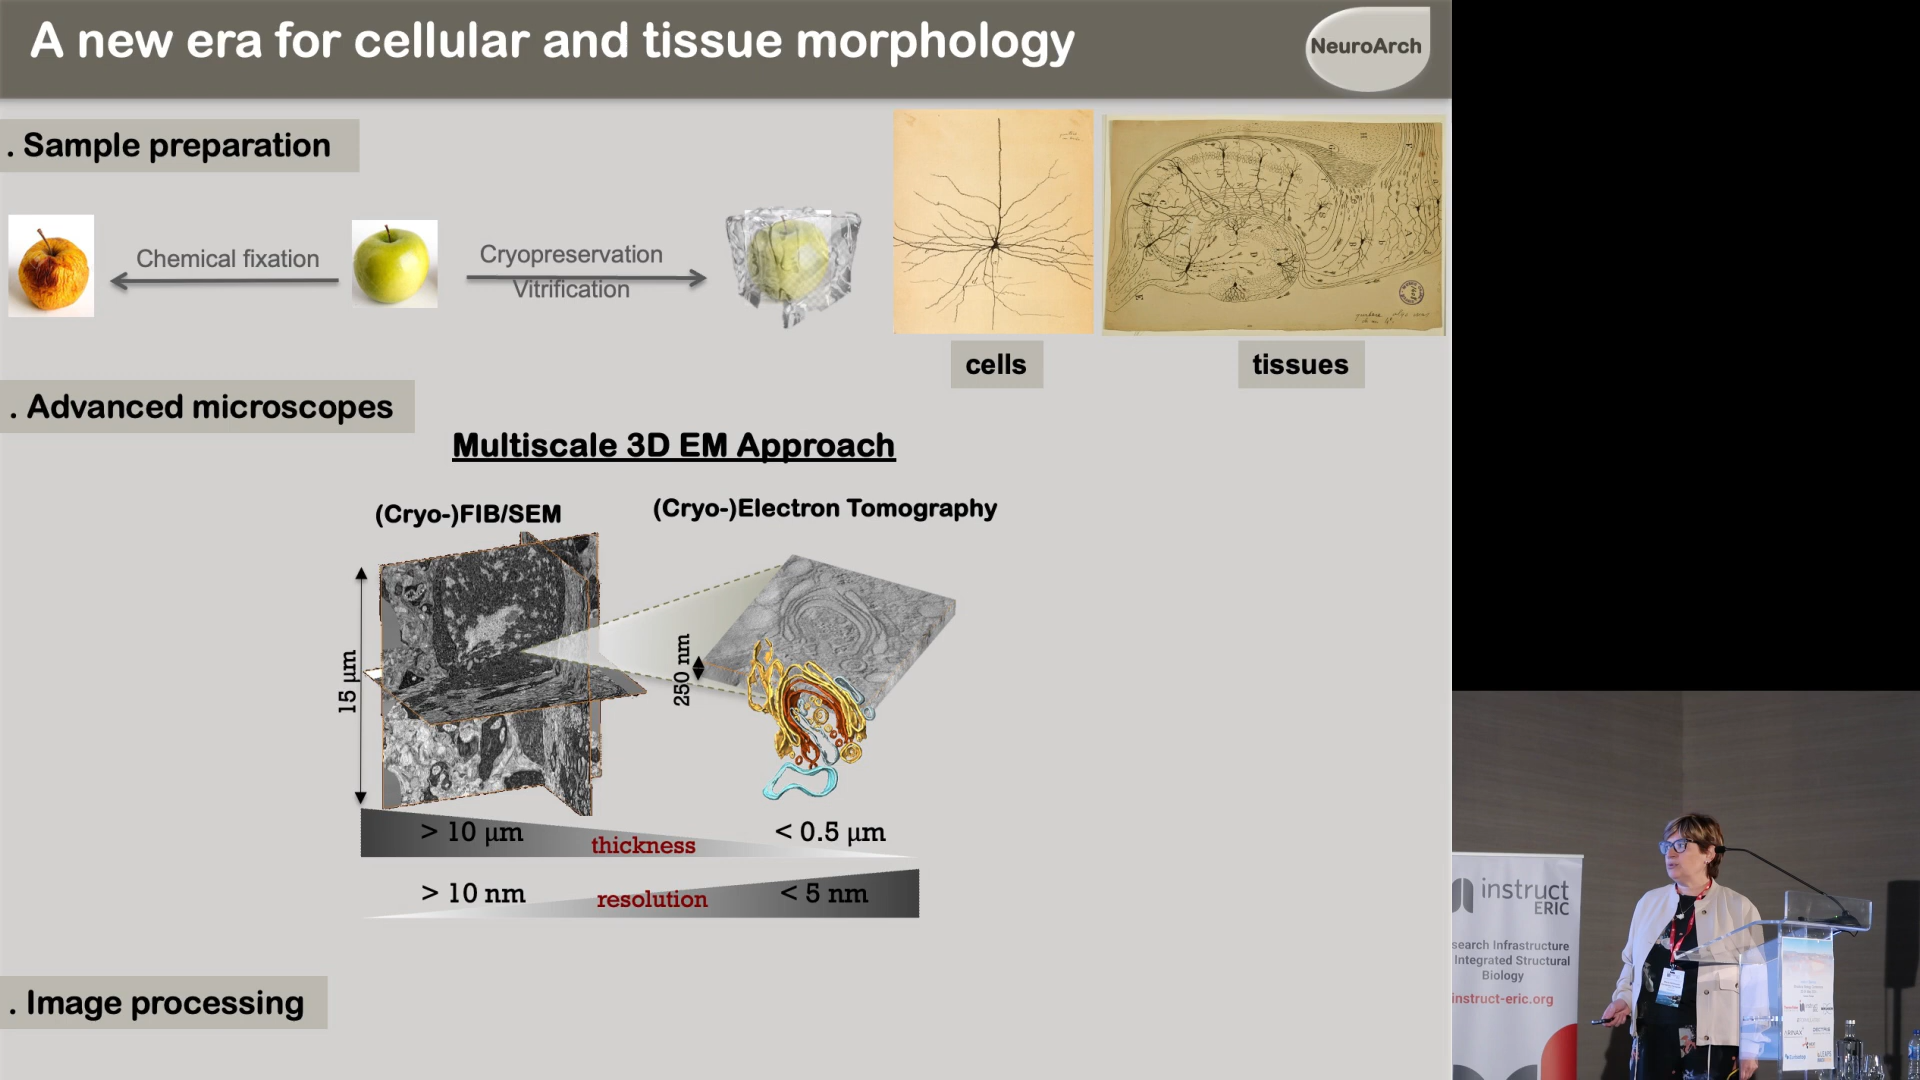 A new era for cellular and tissue morphology
NeuroArch
. Sample preparation
Chemical fixation
Cryopreservation
Vitrification
cells
tissues
. Advanced microscopes
Multiscale 3D EM Approach
(Cryo-)FIB/SEM
(Cryo-)Electron Tomography
15 µm
250 nm
> 10 µm
thickness
< 0.5 µm
> 10 nm
resolution
< 5 nm
. Image processing
instruct
ERIC
search Infrastructure
Integrated Structural
Biology
instruct-eric.org